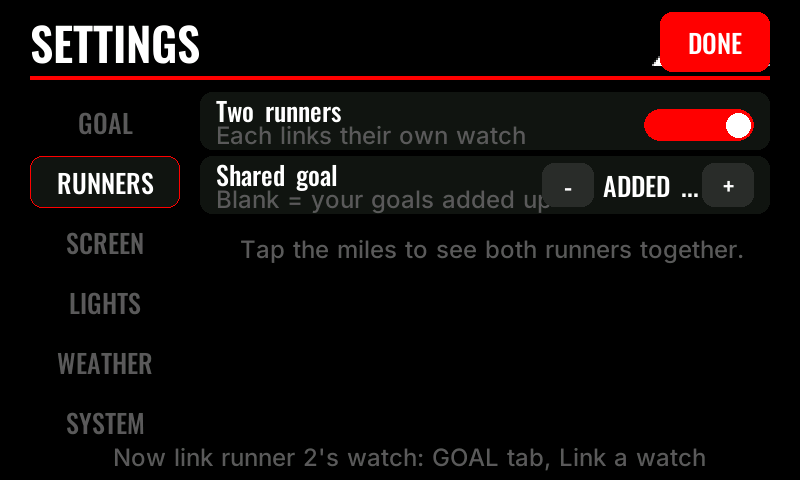 SETTINGS
DONE
GOAL
RUNNERS
SCREEN
LIGHTS
WEATHER
SYSTEM
Two runners
Each links their own watch
Shared goal
Blank = your goals added up
- ADDED ... +
Tap the miles to see both runners together.
Now link runner 2's watch: GOAL tab, Link a watch